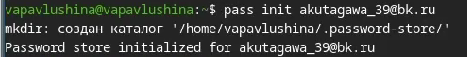 vapavlushina@vapavlushina:~$ pass init akutagawa_39@bk.ru
mkdir: создан каталог '/home/vapavlushina/.password-store/'
Password store initialized for akutagawa_39@bk.ru